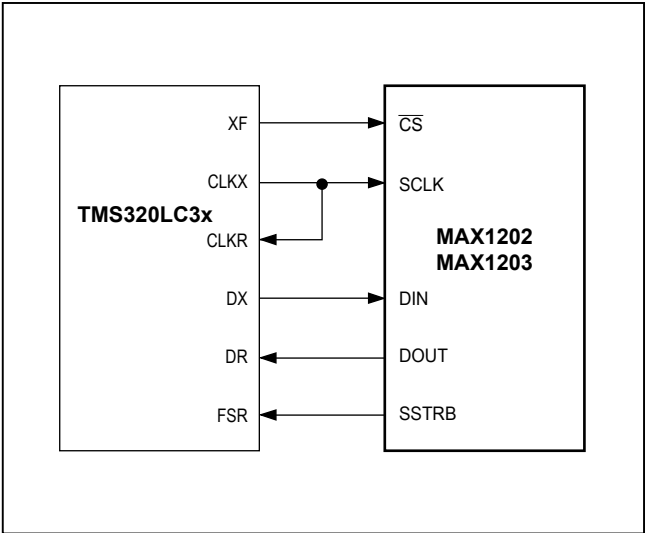 XF
CS
CLKX
SCLK
TMS320LC3x
CLKR
MAX1202
MAX1203
DX
DIN
DR
DOUT
FSR
SSTRB